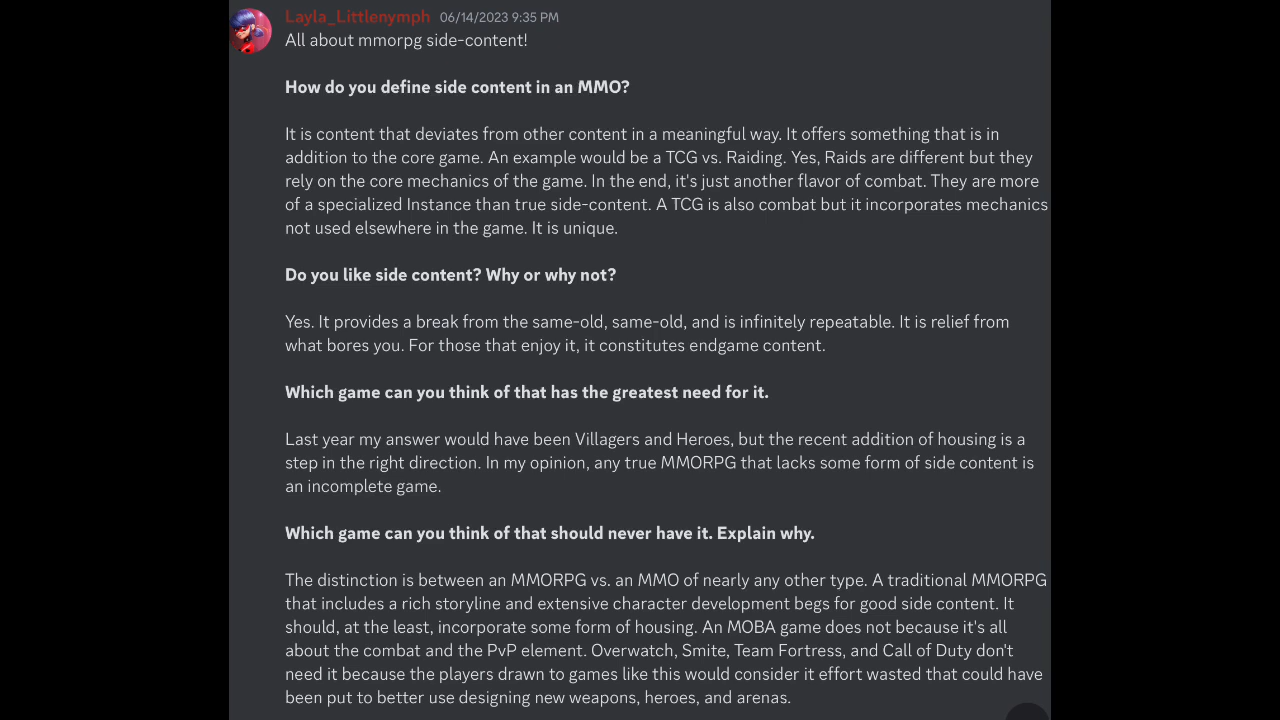 Layla_Littlenymph 06/14/2023 9:35 PM
All about mmorpg side-content!
How do you define side content in an MMO?
It is content that deviates from other content in a meaningful way. It offers something that is in
addition to the core game. An example would be a TCG vs. Raiding. Yes, Raids are different but they
rely on the core mechanics of the game. In the end, it's just another flavor of combat. They are more
of a specialized Instance than true side-content. A TCG is also combat but it incorporates mechanics
not used elsewhere in the game. It is unique.
Do you like side content? Why or why not?
Yes. It provides a break from the same-old, same-old, and is infinitely repeatable. It is relief from
what bores you. For those that enjoy it, it constitutes endgame content.
Which game can you think of that has the greatest need for it.
Last year my answer would have been Villagers and Heroes, but the recent addition of housing is a
step in the right direction. In my opinion, any true MMORPG that lacks some form of side content is
an incomplete game.
Which game can you think of that should never have it. Explain why.
The distinction is between an MMORPG vs. an MMO of nearly any other type. A traditional MMORPG
that includes a rich storyline and extensive character development begs for good side content. It
should, at the least, incorporate some form of housing. An MOBA game does not because it's all
about the combat and the PvP element. Overwatch, Smite, Team Fortress, and Call of Duty don't
need it because the players drawn to games like this would consider it effort wasted that could have
been put to better use designing new weapons, heroes, and arenas.